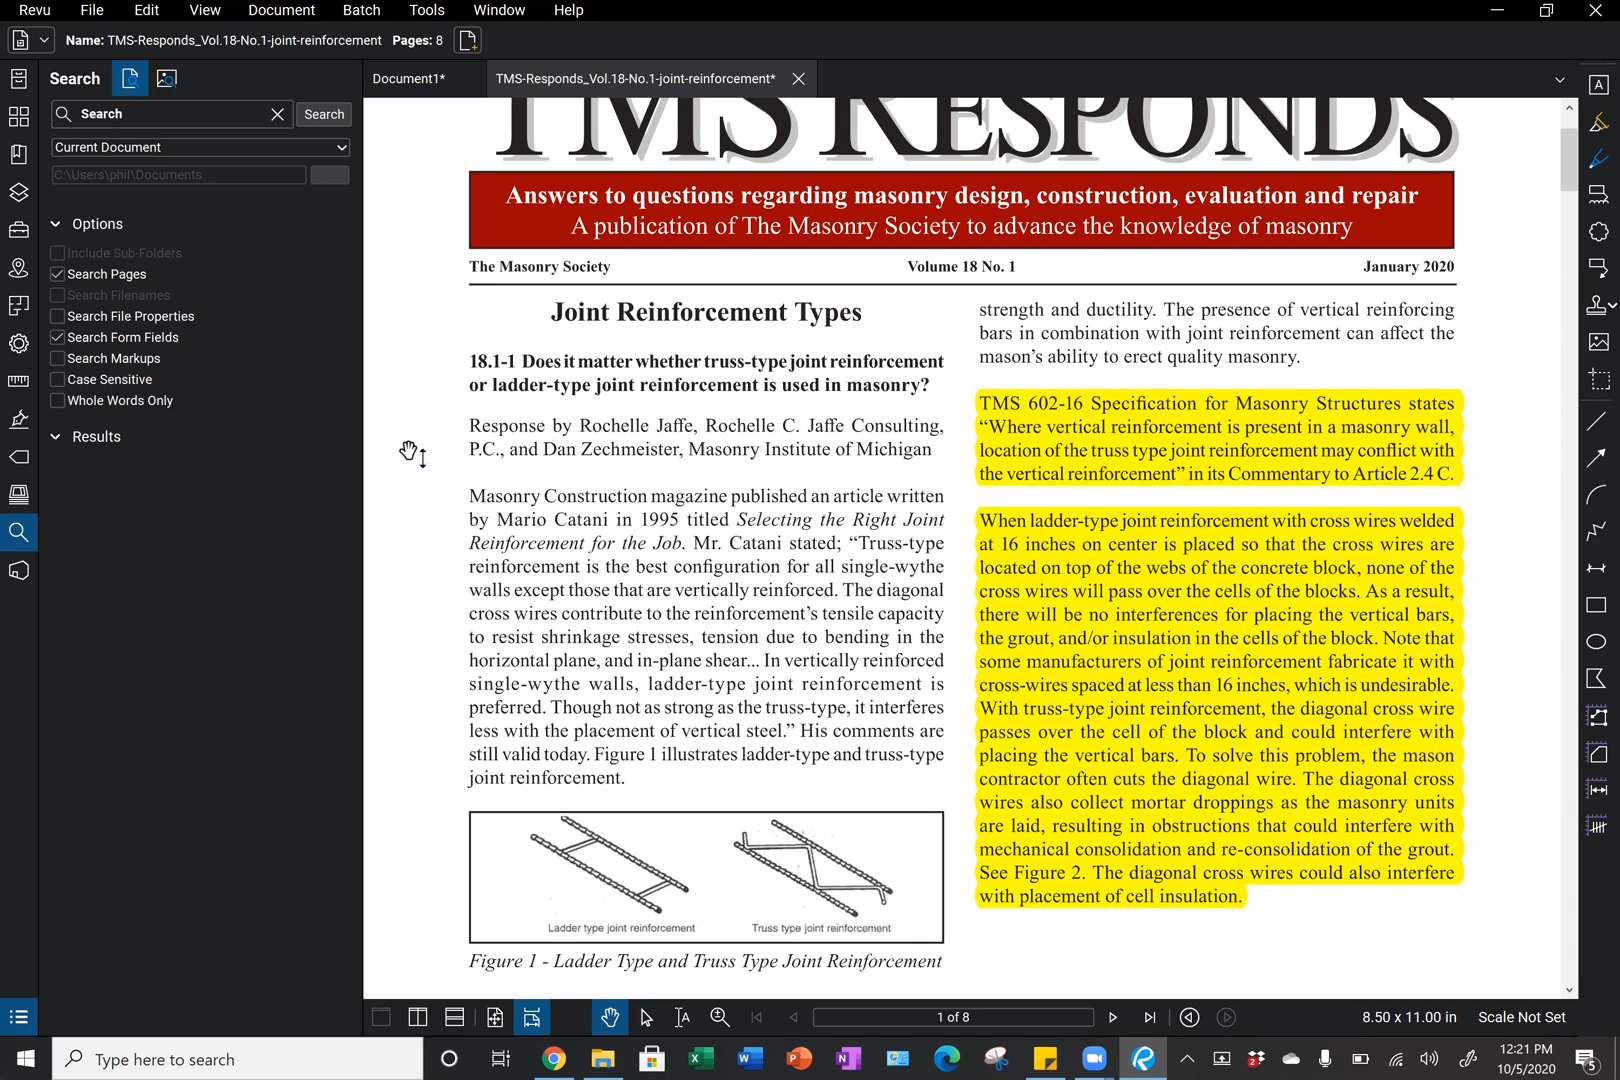 Revu File Edit View Document Batch Tools Window Help
Name: TMS-Responds_Vol.18-No.1-joint-reinforcement Pages: 8
Search
Search Search
Current Document
C:\Users\phil\Documents
Options
Include Sub-Folders
Search Pages
Search Filenames
Search File Properties
Search Form Fields
Search Markups
Case Sensitive
Whole Words Only
Results
Document1* TMS-Responds_Vol.18-No.1-joint-reinforcement*
TMS RESPONDS
Answers to questions regarding masonry design, construction, evaluation and repair
A publication of The Masonry Society to advance the knowledge of masonry
The Masonry Society Volume 18 No. 1 January 2020
Joint Reinforcement Types
18.1-1 Does it matter whether truss-type joint reinforcement
or ladder-type joint reinforcement is used in masonry?
Response by Rochelle Jaffe, Rochelle C. Jaffe Consulting,
P.C., and Dan Zechmeister, Masonry Institute of Michigan
Masonry Construction magazine published an article written
by Mario Catani in 1995 titled Selecting the Right Joint
Reinforcement for the Job. Mr. Catani stated; “Truss-type
reinforcement is the best configuration for all single-wythe
walls except those that are vertically reinforced. The diagonal
cross wires contribute to the reinforcement’s tensile capacity
to resist shrinkage stresses, tension due to bending in the
horizontal plane, and in-plane shear... In vertically reinforced
single-wythe walls, ladder-type joint reinforcement is
preferred. Though not as strong as the truss-type, it interferes
less with the placement of vertical steel.” His comments are
still valid today. Figure 1 illustrates ladder-type and truss-type
joint reinforcement.
Ladder type joint reinforcement Truss type joint reinforcement
Figure 1 - Ladder Type and Truss Type Joint Reinforcement
strength and ductility. The presence of vertical reinforcing
bars in combination with joint reinforcement can affect the
mason’s ability to erect quality masonry.
TMS 602-16 Specification for Masonry Structures states
“Where vertical reinforcement is present in a masonry wall,
location of the truss type joint reinforcement may conflict with
the vertical reinforcement” in its Commentary to Article 2.4 C.
When ladder-type joint reinforcement with cross wires welded
at 16 inches on center is placed so that the cross wires are
located on top of the webs of the concrete block, none of the
cross wires will pass over the cells of the blocks. As a result,
there will be no interferences for placing the vertical bars,
the grout, and/or insulation in the cells of the block. Note that
some manufacturers of joint reinforcement fabricate it with
cross-wires spaced at less than 16 inches, which is undesirable.
With truss-type joint reinforcement, the diagonal cross wire
passes over the cell of the block and could interfere with
placing the vertical bars. To solve this problem, the mason
contractor often cuts the diagonal wire. The diagonal cross
wires also collect mortar droppings as the masonry units
are laid, resulting in obstructions that could interfere with
mechanical consolidation and re-consolidation of the grout.
See Figure 2. The diagonal cross wires could also interfere
with placement of cell insulation.
1 of 8 8.50 x 11.00 in Scale Not Set
Type here to search
12:21 PM
10/5/2020
5